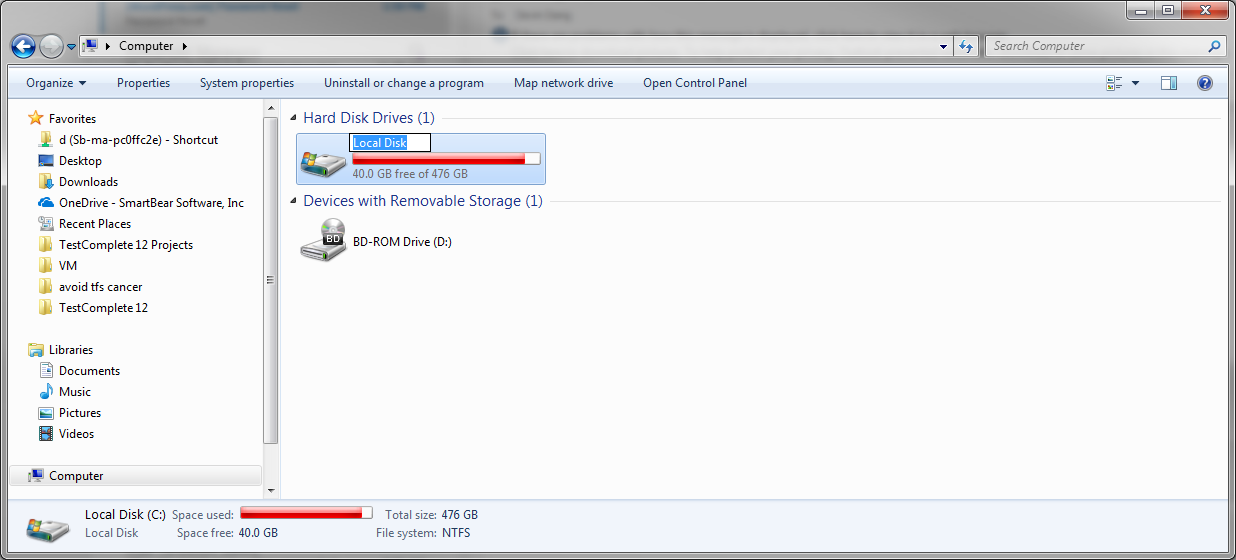 Computer
Search Computer
Organize
Properties
System properties
Uninstall or change a program
Map network drive
Open Control Panel
Favorites
d (Sb-ma-pc0ffc2e) - Shortcut
Desktop
Downloads
OneDrive - SmartBear Software, Inc
Recent Places
TestComplete 12 Projects
VM
avoid tfs cancer
TestComplete 12
Libraries
Documents
Music
Pictures
Videos
Computer
Hard Disk Drives (1)
Local Disk
40.0 GB free of 476 GB
Devices with Removable Storage (1)
BD
BD-ROM Drive (D:)
Local Disk (C:) Space used: Total size: 476 GB
Local Disk Space free: 40.0 GB File system: NTFS